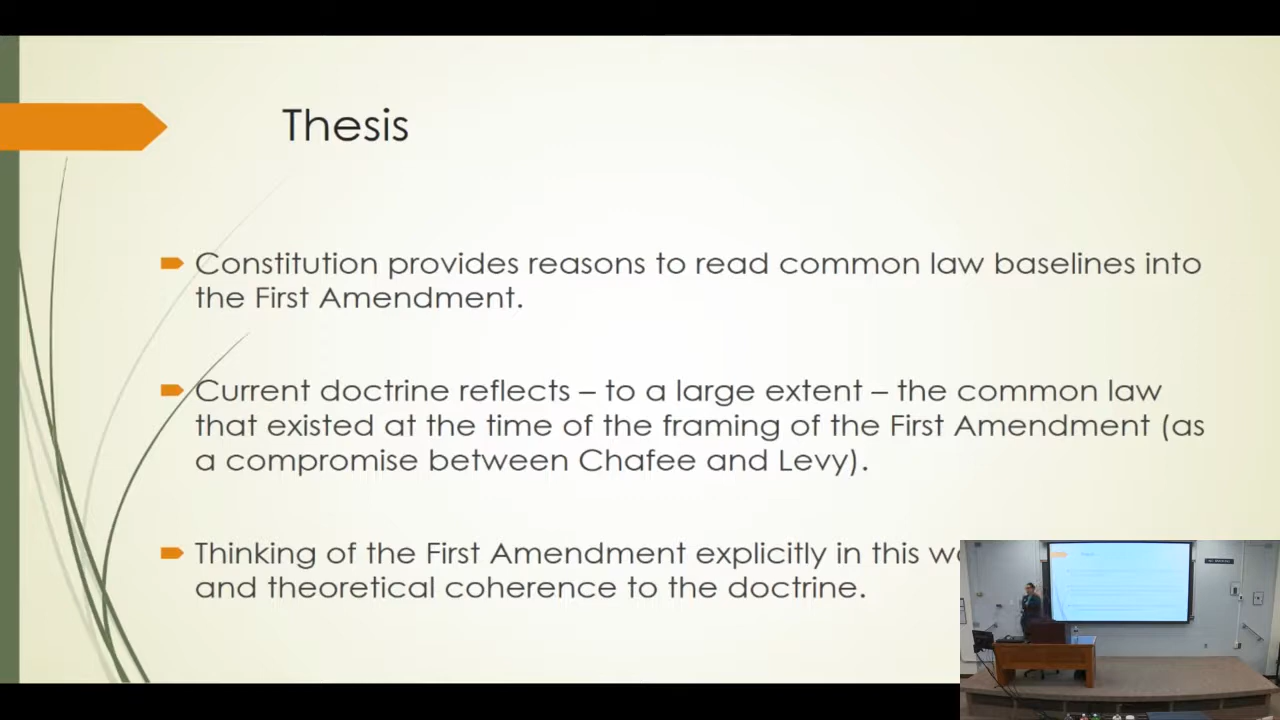 Thesis
Constitution provides reasons to read common law baselines into
the First Amendment.
Current doctrine reflects – to a large extent – the common law
that existed at the time of the framing of the First Amendment (as
a compromise between Chafee and Levy).
Thinking of the First Amendment explicitly in this
and theoretical coherence to the doctrine.